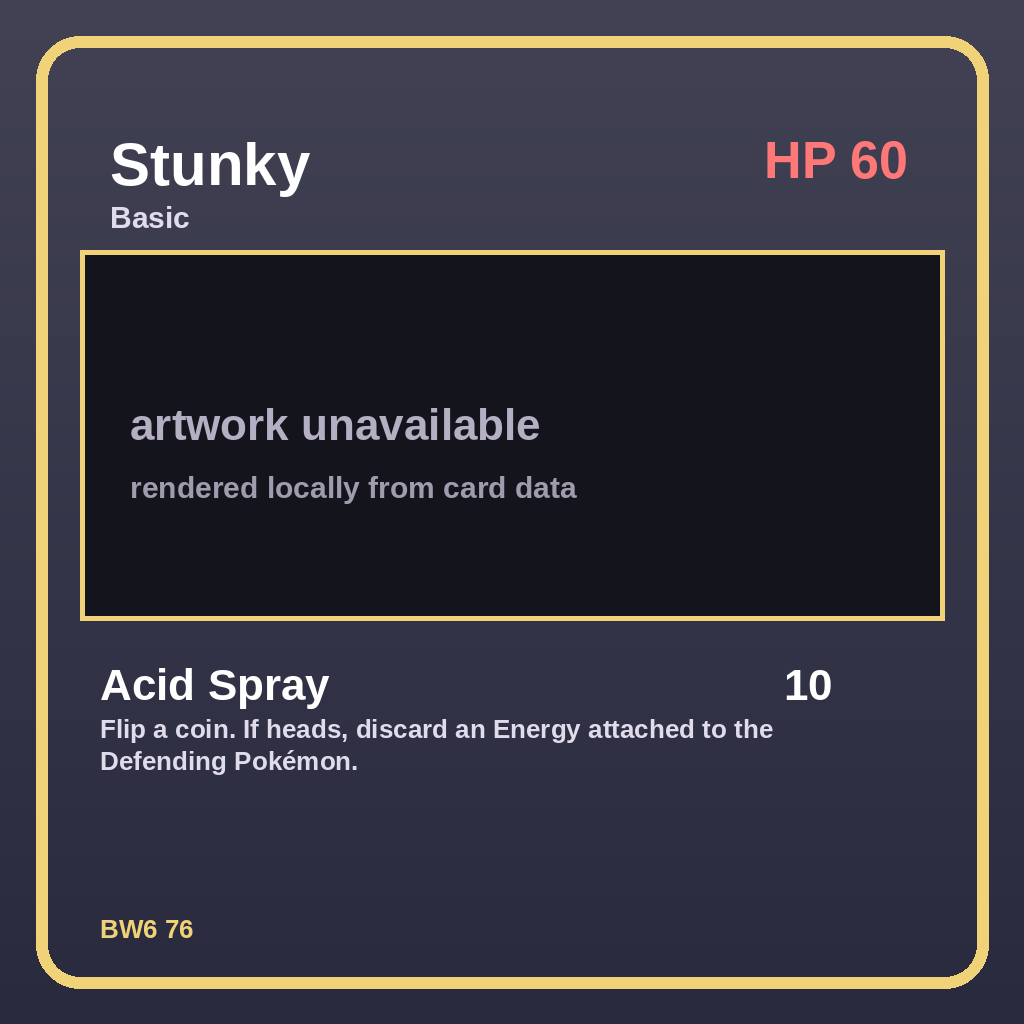 Stunky
HP 60
Basic
artwork unavailable
rendered locally from card data
Acid Spray
10
Flip a coin. If heads, discard an Energy attached to the
Defending Pokémon.
BW6 76